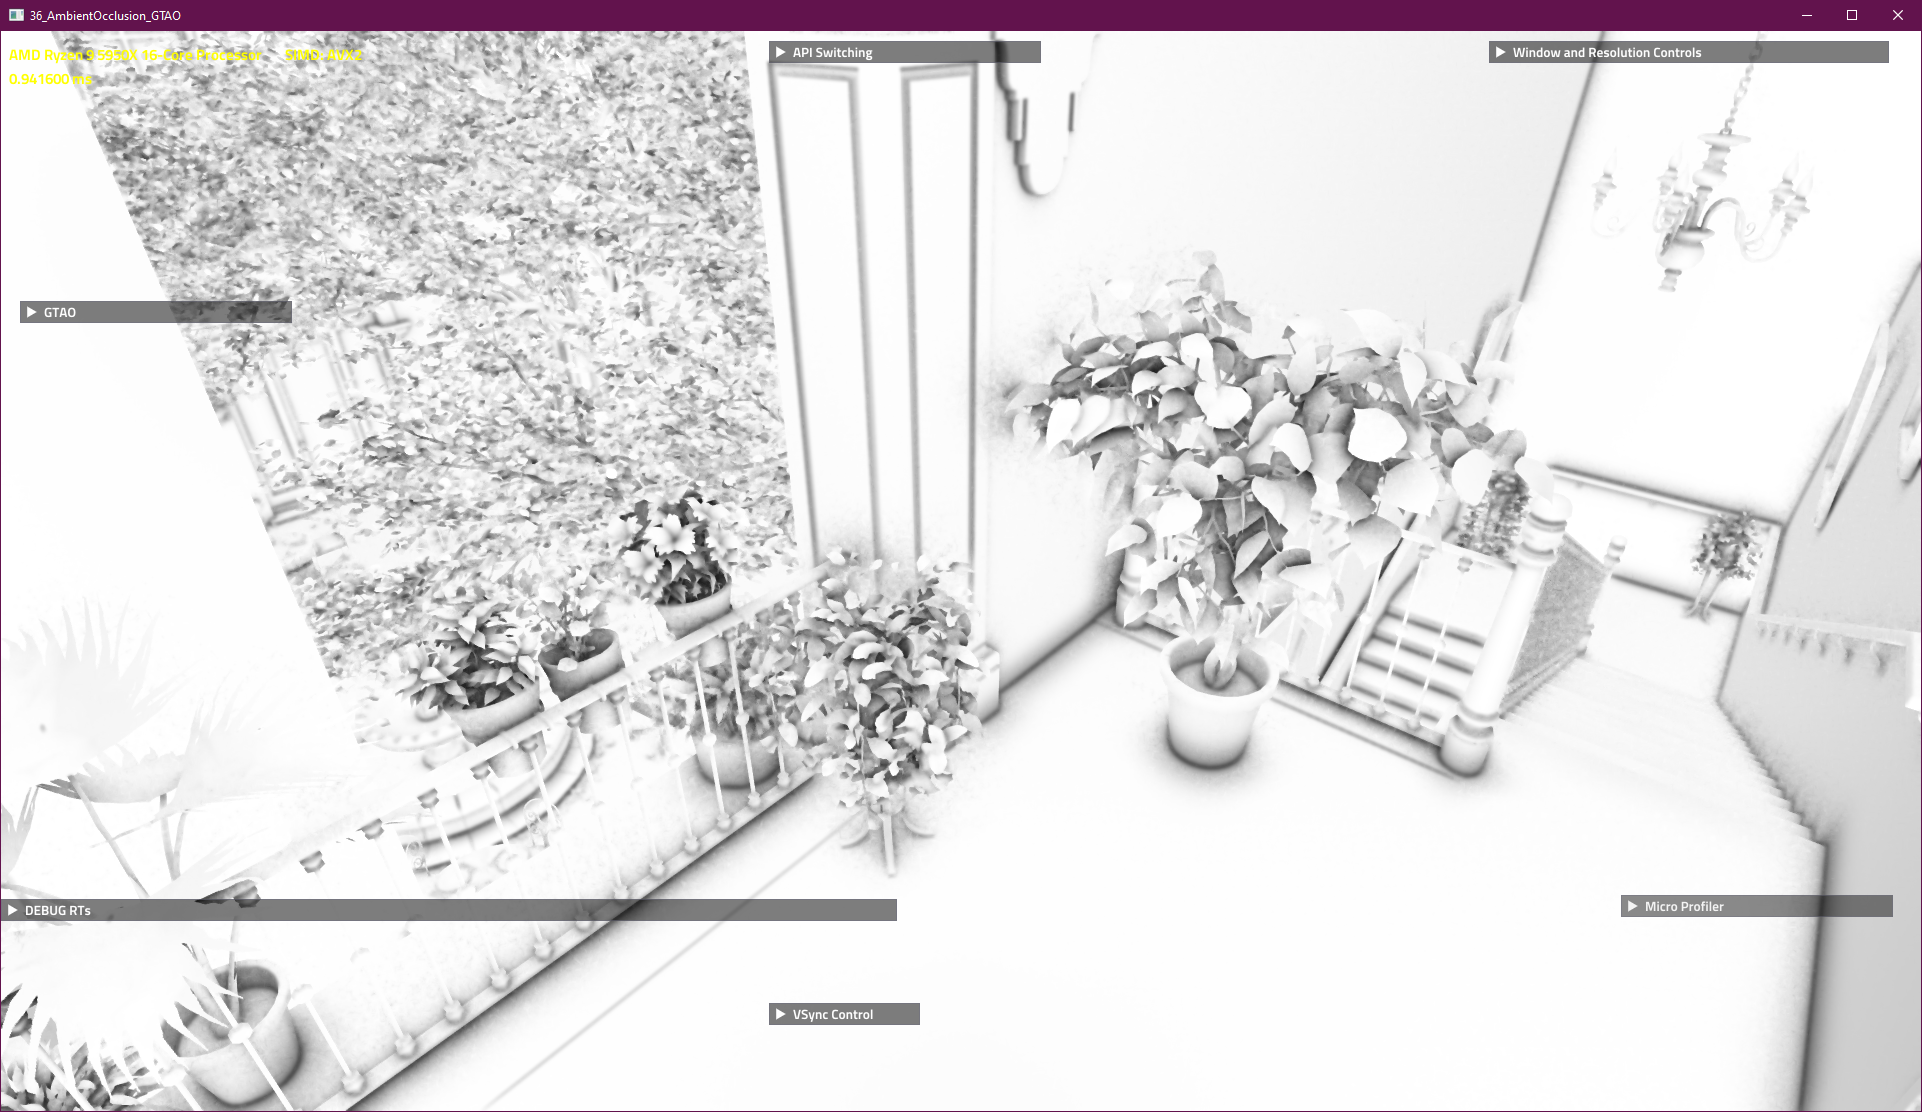 36_AmbientOcclusion_GTAO
AMD Ryzen 9 5950X 16-Core Processor SIMD: AVX2
0.941600 ms
API Switching
Window and Resolution Controls
GTAO
DEBUG RTs
Micro Profiler
VSync Control